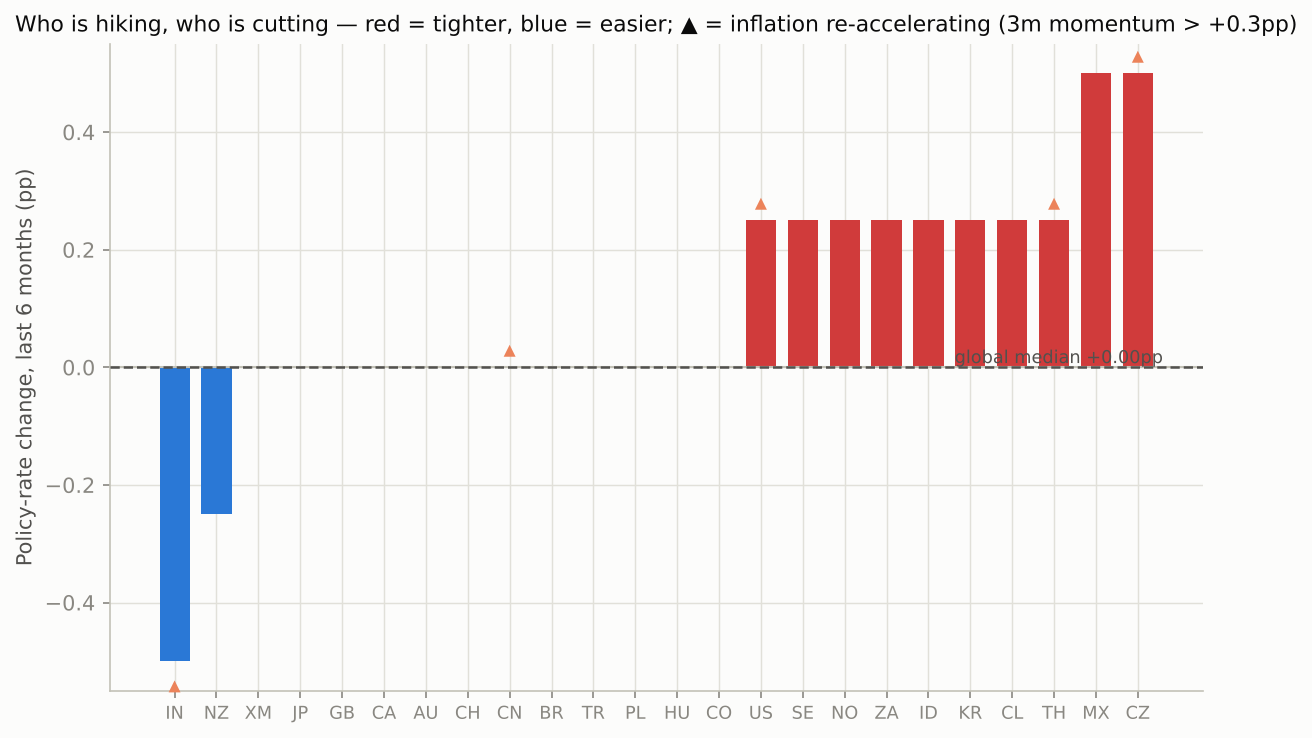 Who is hiking, who is cutting — red = tighter, blue = easier; ▲ = inflation re-accelerating (3m momentum > +0.3pp)
Policy-rate change, last 6 months (pp)
0.4
0.2
0.0
−0.2
−0.4
global median +0.00pp
IN NZ XM JP GB CA AU CH CN BR TR PL HU CO US SE NO ZA ID KR CL TH MX CZ